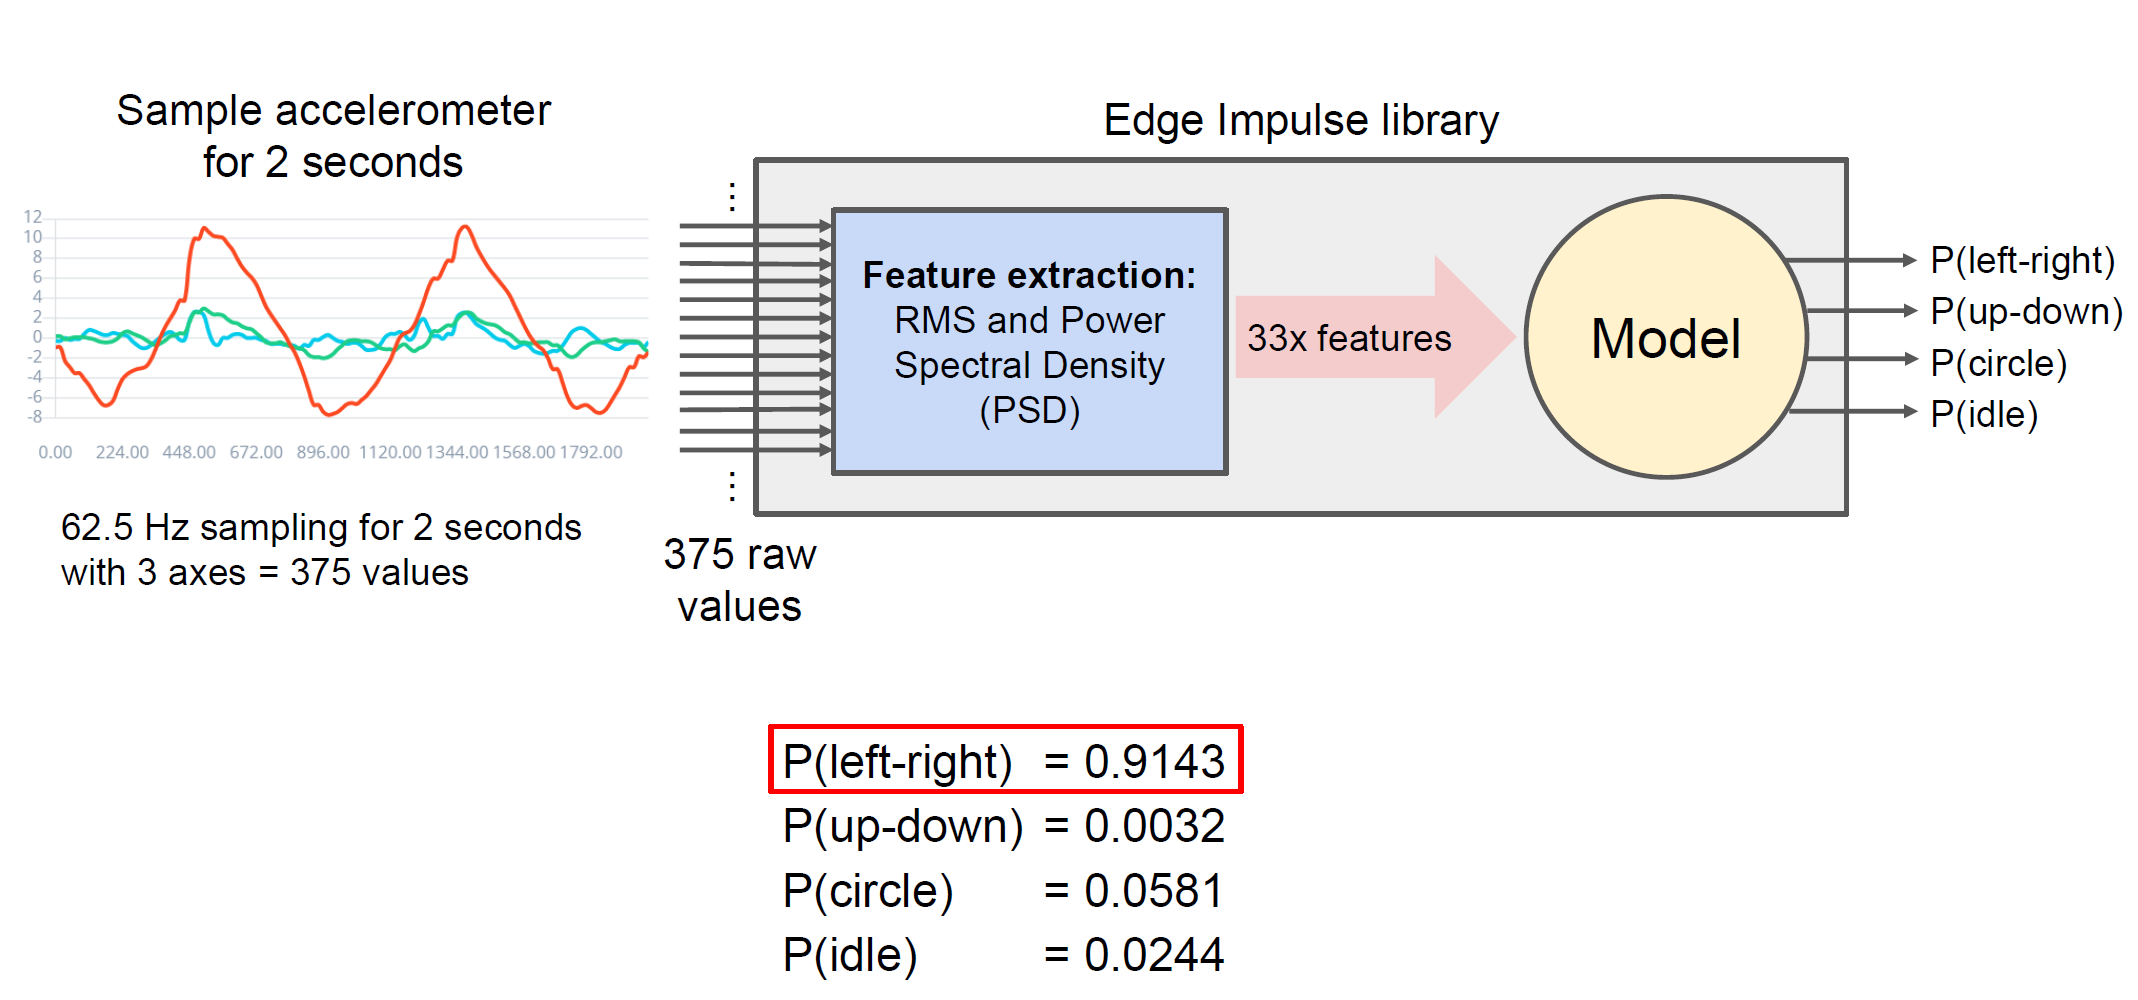 Sample accelerometer
for 2 seconds
12
10
8
6
4
2
0
-2
-4
-6
-8
0.00 224.00 448.00 672.00 896.00 1120.00 1344.00 1568.00 1792.00
62.5 Hz sampling for 2 seconds
with 3 axes = 375 values
...
...
375 raw
values
Edge Impulse library
Feature extraction:
RMS and Power
Spectral Density
(PSD)
33x features
Model
P(left-right)
P(up-down)
P(circle)
P(idle)
P(left-right) = 0.9143
P(up-down) = 0.0032
P(circle) = 0.0581
P(idle) = 0.0244